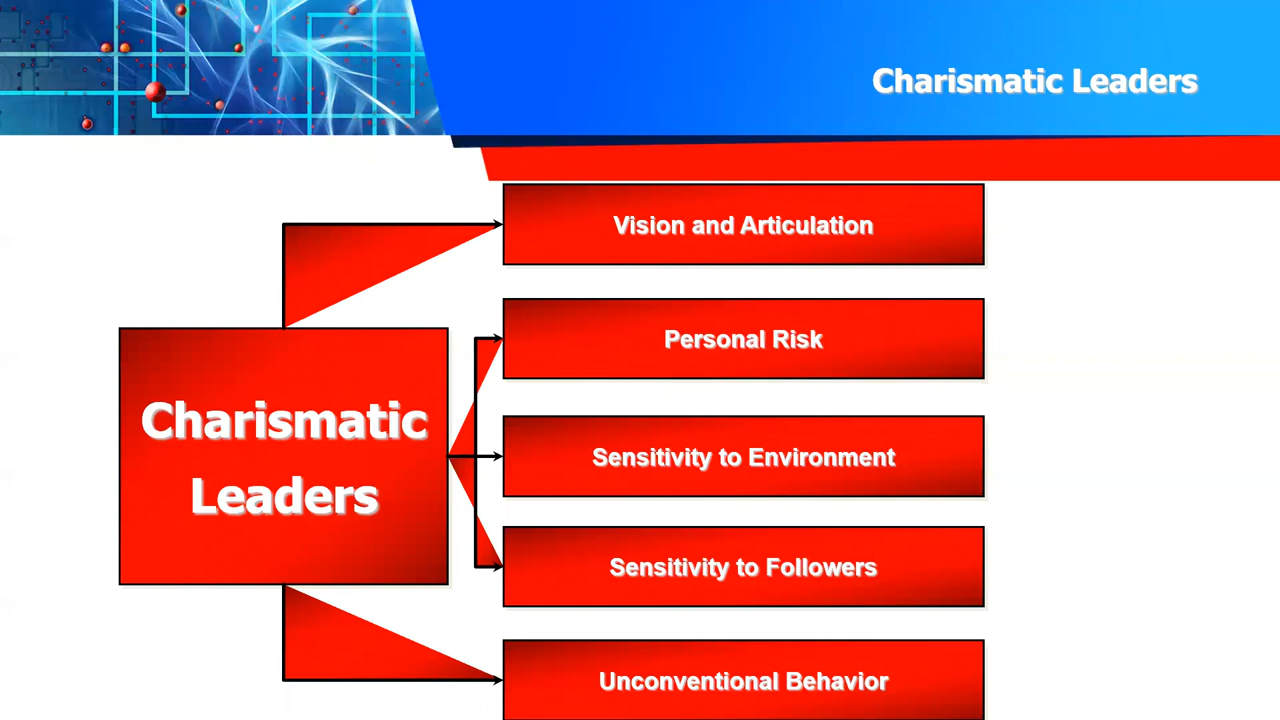 Charismatic Leaders
Vision and Articulation
Personal Risk
Charismatic
Leaders
Sensitivity to Environment
Sensitivity to Followers
Unconventional Behavior